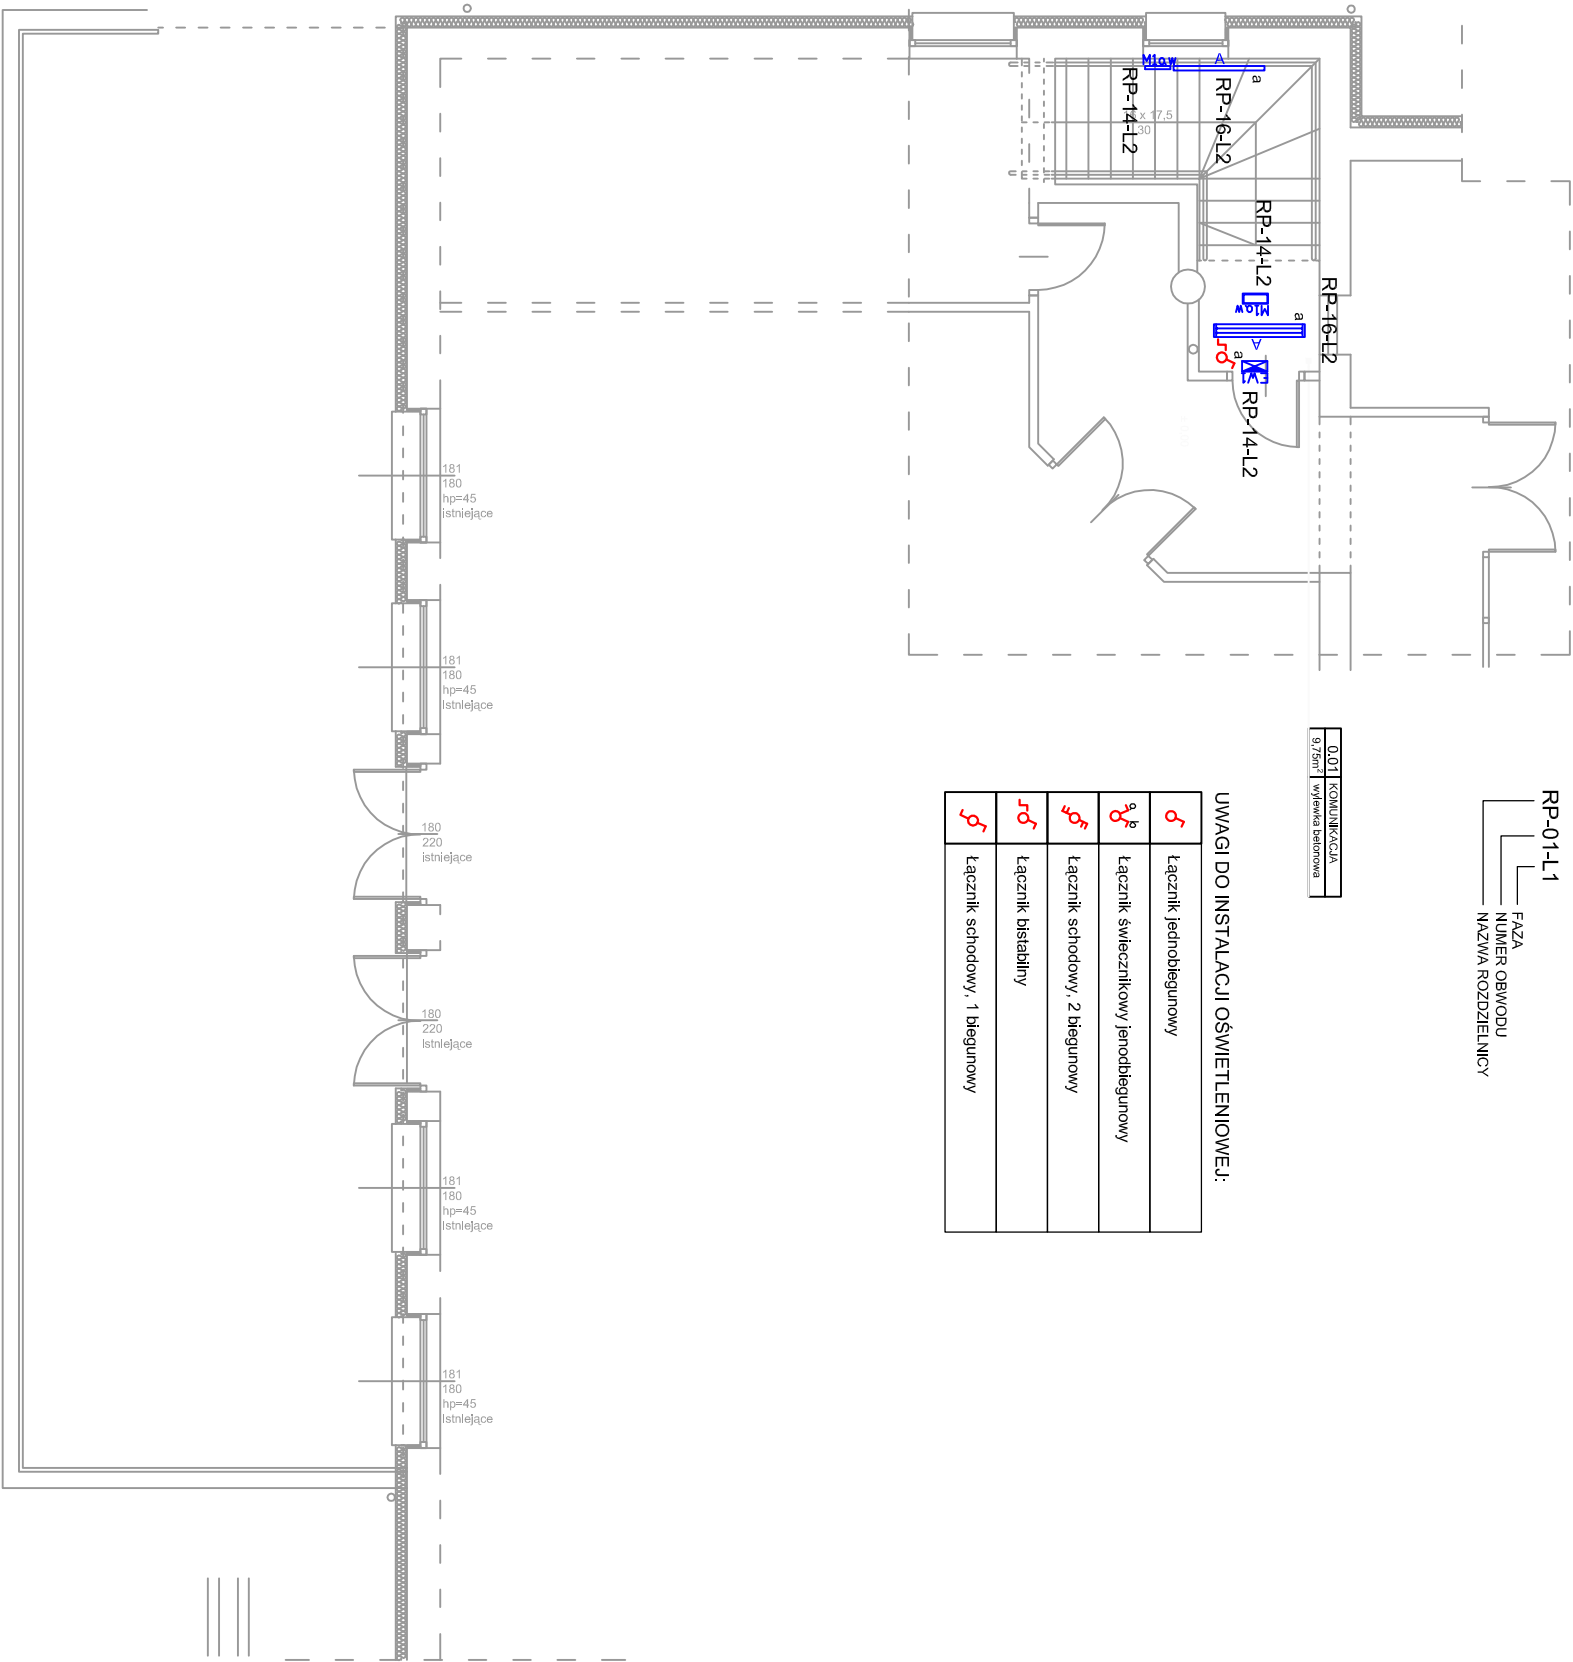 M1aw
A
a
RP-14-L2
RP-16-L2
x 17,5
30
RP-14-L2
RP-16-L2
M1aw
a
A
a
RP-14-L2
181
180
hp=45
istniejące
181
180
hp=45
istniejące
180
220
istniejące
180
220
istniejące
181
180
hp=45
istniejące
181
180
hp=45
istniejące
RP-01-L1
FAZA
NUMER OBWODU
NAZWA ROZDZIELNICY
0.01 KOMUNIKACJA
9,75m² wylewka betonowa
UWAGI DO INSTALACJI OŚWIETLENIOWEJ:
Łącznik jednobiegunowy
a b
Łącznik świecznikowy jenodbiegunowy
Łącznik schodowy, 2 biegunowy
Łącznik bistabilny
Łącznik schodowy, 1 biegunowy